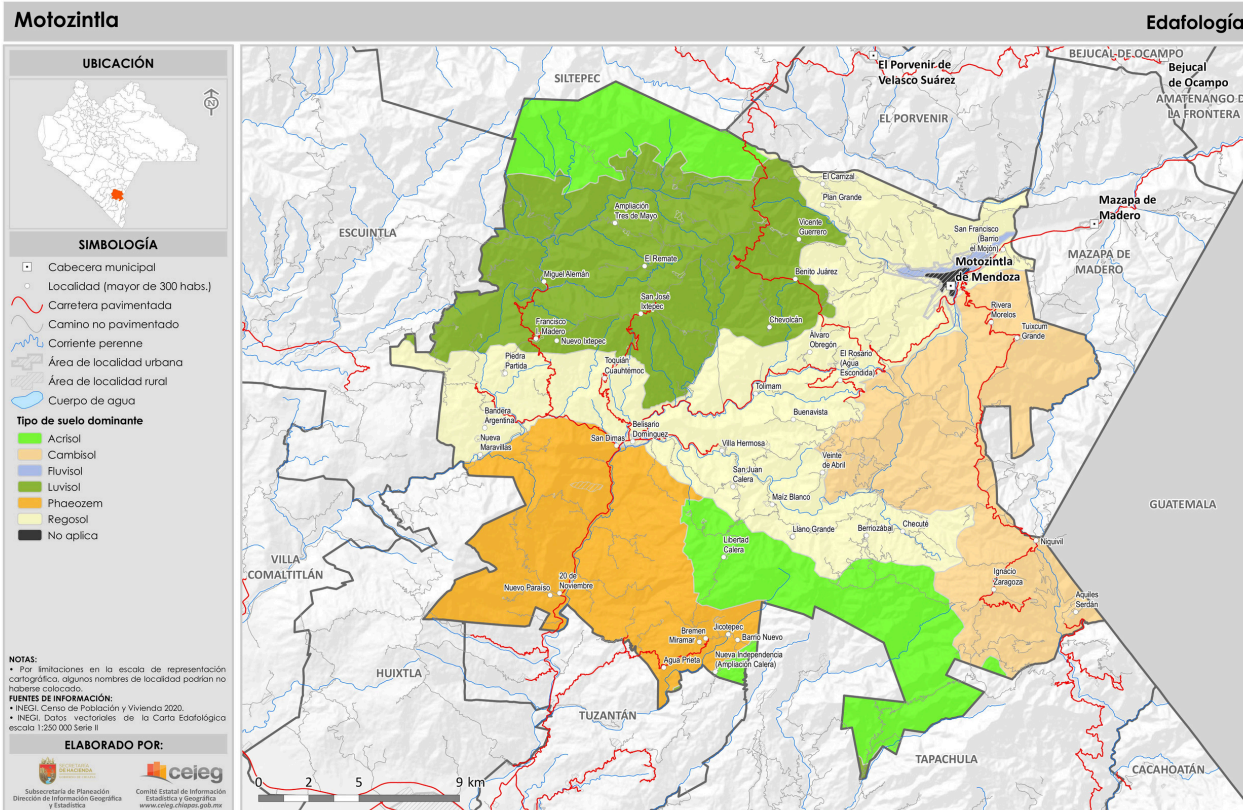 Motozintla
Edafología
UBICACIÓN
N
SIMBOLOGÍA
Cabecera municipal
Localidad (mayor de 300 habs.)
Carretera pavimentada
Camino no pavimentado
Corriente perenne
Área de localidad urbana
Área de localidad rural
Cuerpo de agua
Tipo de suelo dominante
Acrisol
Cambisol
Fluvisol
Luvisol
Phaeozem
Regosol
No aplica
NOTAS:
• Por limitaciones en la escala de representación
cartográfica, algunos nombres de localidad podrían no
haberse colocado.
FUENTES DE INFORMACIÓN:
• INEGI. Censo de Población y Vivienda 2020.
• INEGI. Datos vectoriales de la Carta Edafológica
escala 1:250 000 Serie II
ELABORADO POR:
SECRETARÍA
DE HACIENDA
Subsecretaría de Planeación
Dirección de Información Geográfica
y Estadística
ceieg
Comité Estatal de Información
Estadística y Geográfica
www.ceieg.chiapas.gob.mx
SILTEPEC
El Porvenir de
Velasco Suárez
BEJUCAL DE OCAMPO
Bejucal
de Ocampo
AMATENANGO D
LA FRONTERA
EL PORVENIR
El Carrizal
Plan Grande
Mazapa de
Madero
ESCUINTLA
Ampliación
Tres de Mayo
Vicente
Guerrero
San Francisco
(Barrio
el Mojón)
MAZAPA DE
MADERO
El Remate
Motozintla
de Mendoza
Miguel Alemán
Benito Juárez
San José
Ixtepec
Rivera
Morelos
Francisco
I. Madero
Chevolcán
Tuixcum
Grande
Nuevo Ixtepec
Álvaro
Obregón
Piedra
Partida
Toquián
Cuauhtémoc
El Rosario
(Agua
Escondida)
Tolimam
Bandera
Argentina
Buenavista
Belisario
Domínguez
Nueva
Maravillas
San Dimas
Villa Hermosa
Veinte
de Abril
San Juan
Calera
Maíz Blanco
GUATEMALA
Llano Grande
Berriozábal
Checuté
Libertad
Calera
Niquivil
VILLA
COMALTITLÁN
Nuevo Paraíso
20 de
Noviembre
Ignacio
Zaragoza
Aquiles
Serdán
Bremen
Jicotepec
Miramar
Barrio Nuevo
Nueva Independencia
(Ampliación Calera)
Agua Prieta
HUIXTLA
TUZANTÁN
TAPACHULA
CACAHOATÁN
0 2 5 9 km